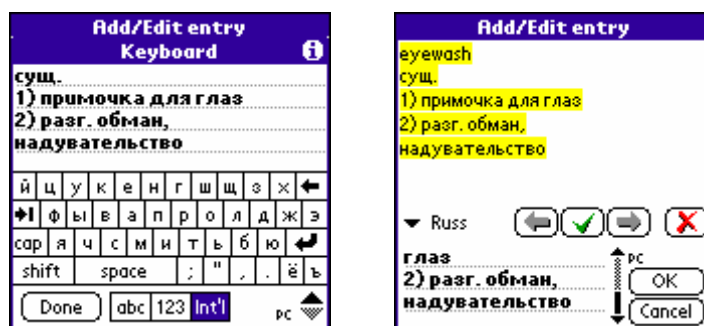 Add/Edit entry
Keyboard
сущ.
1) примочка для глаз
2) разг. обман,
надувательство
й ц у к е н г ш щ з х
ф ы в а п р о л д ж э
cap я ч с м и т ь б ю
shift space ; " , . ё ъ
Done abc 123 Int'l PC
Add/Edit entry
eyewash
сущ.
1) примочка для глаз
2) разг. обман,
надувательство
Russ
глаз
2) разг. обман,
надувательство
PC
OK
Cancel